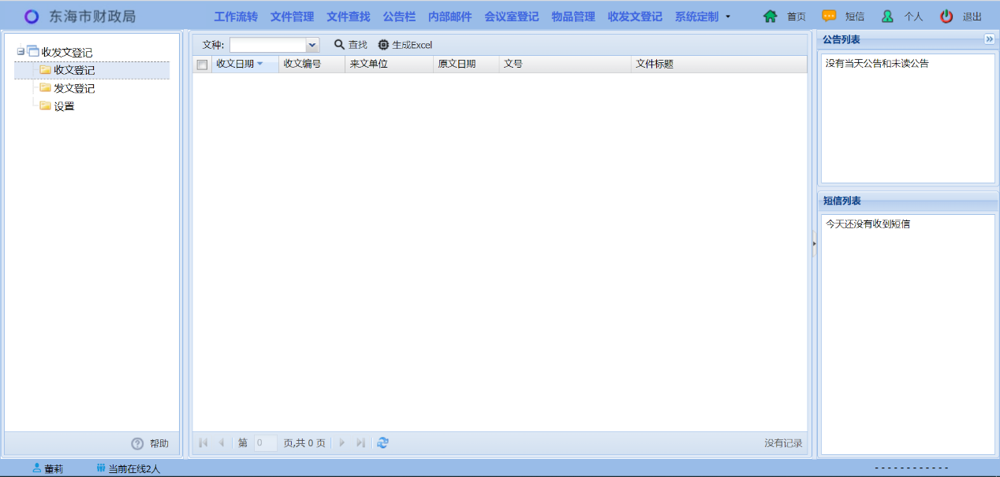 东海市财政局 工作流转 文件管理 文件查找 公告栏 内部邮件 会议室登记 物品管理 收发文登记 系统定制 首页 短信 个人 退出
收发文登记
收文登记
发文登记
设置
帮助
文种: 查找 生成Excel
收文日期 收文编号 来文单位 原文日期 文号 文件标题
第 0 页,共 0 页 没有记录
公告列表
没有当天公告和未读公告
短信列表
今天还没有收到短信
董莉 当前在线2人 - - - - - - - - - - - -